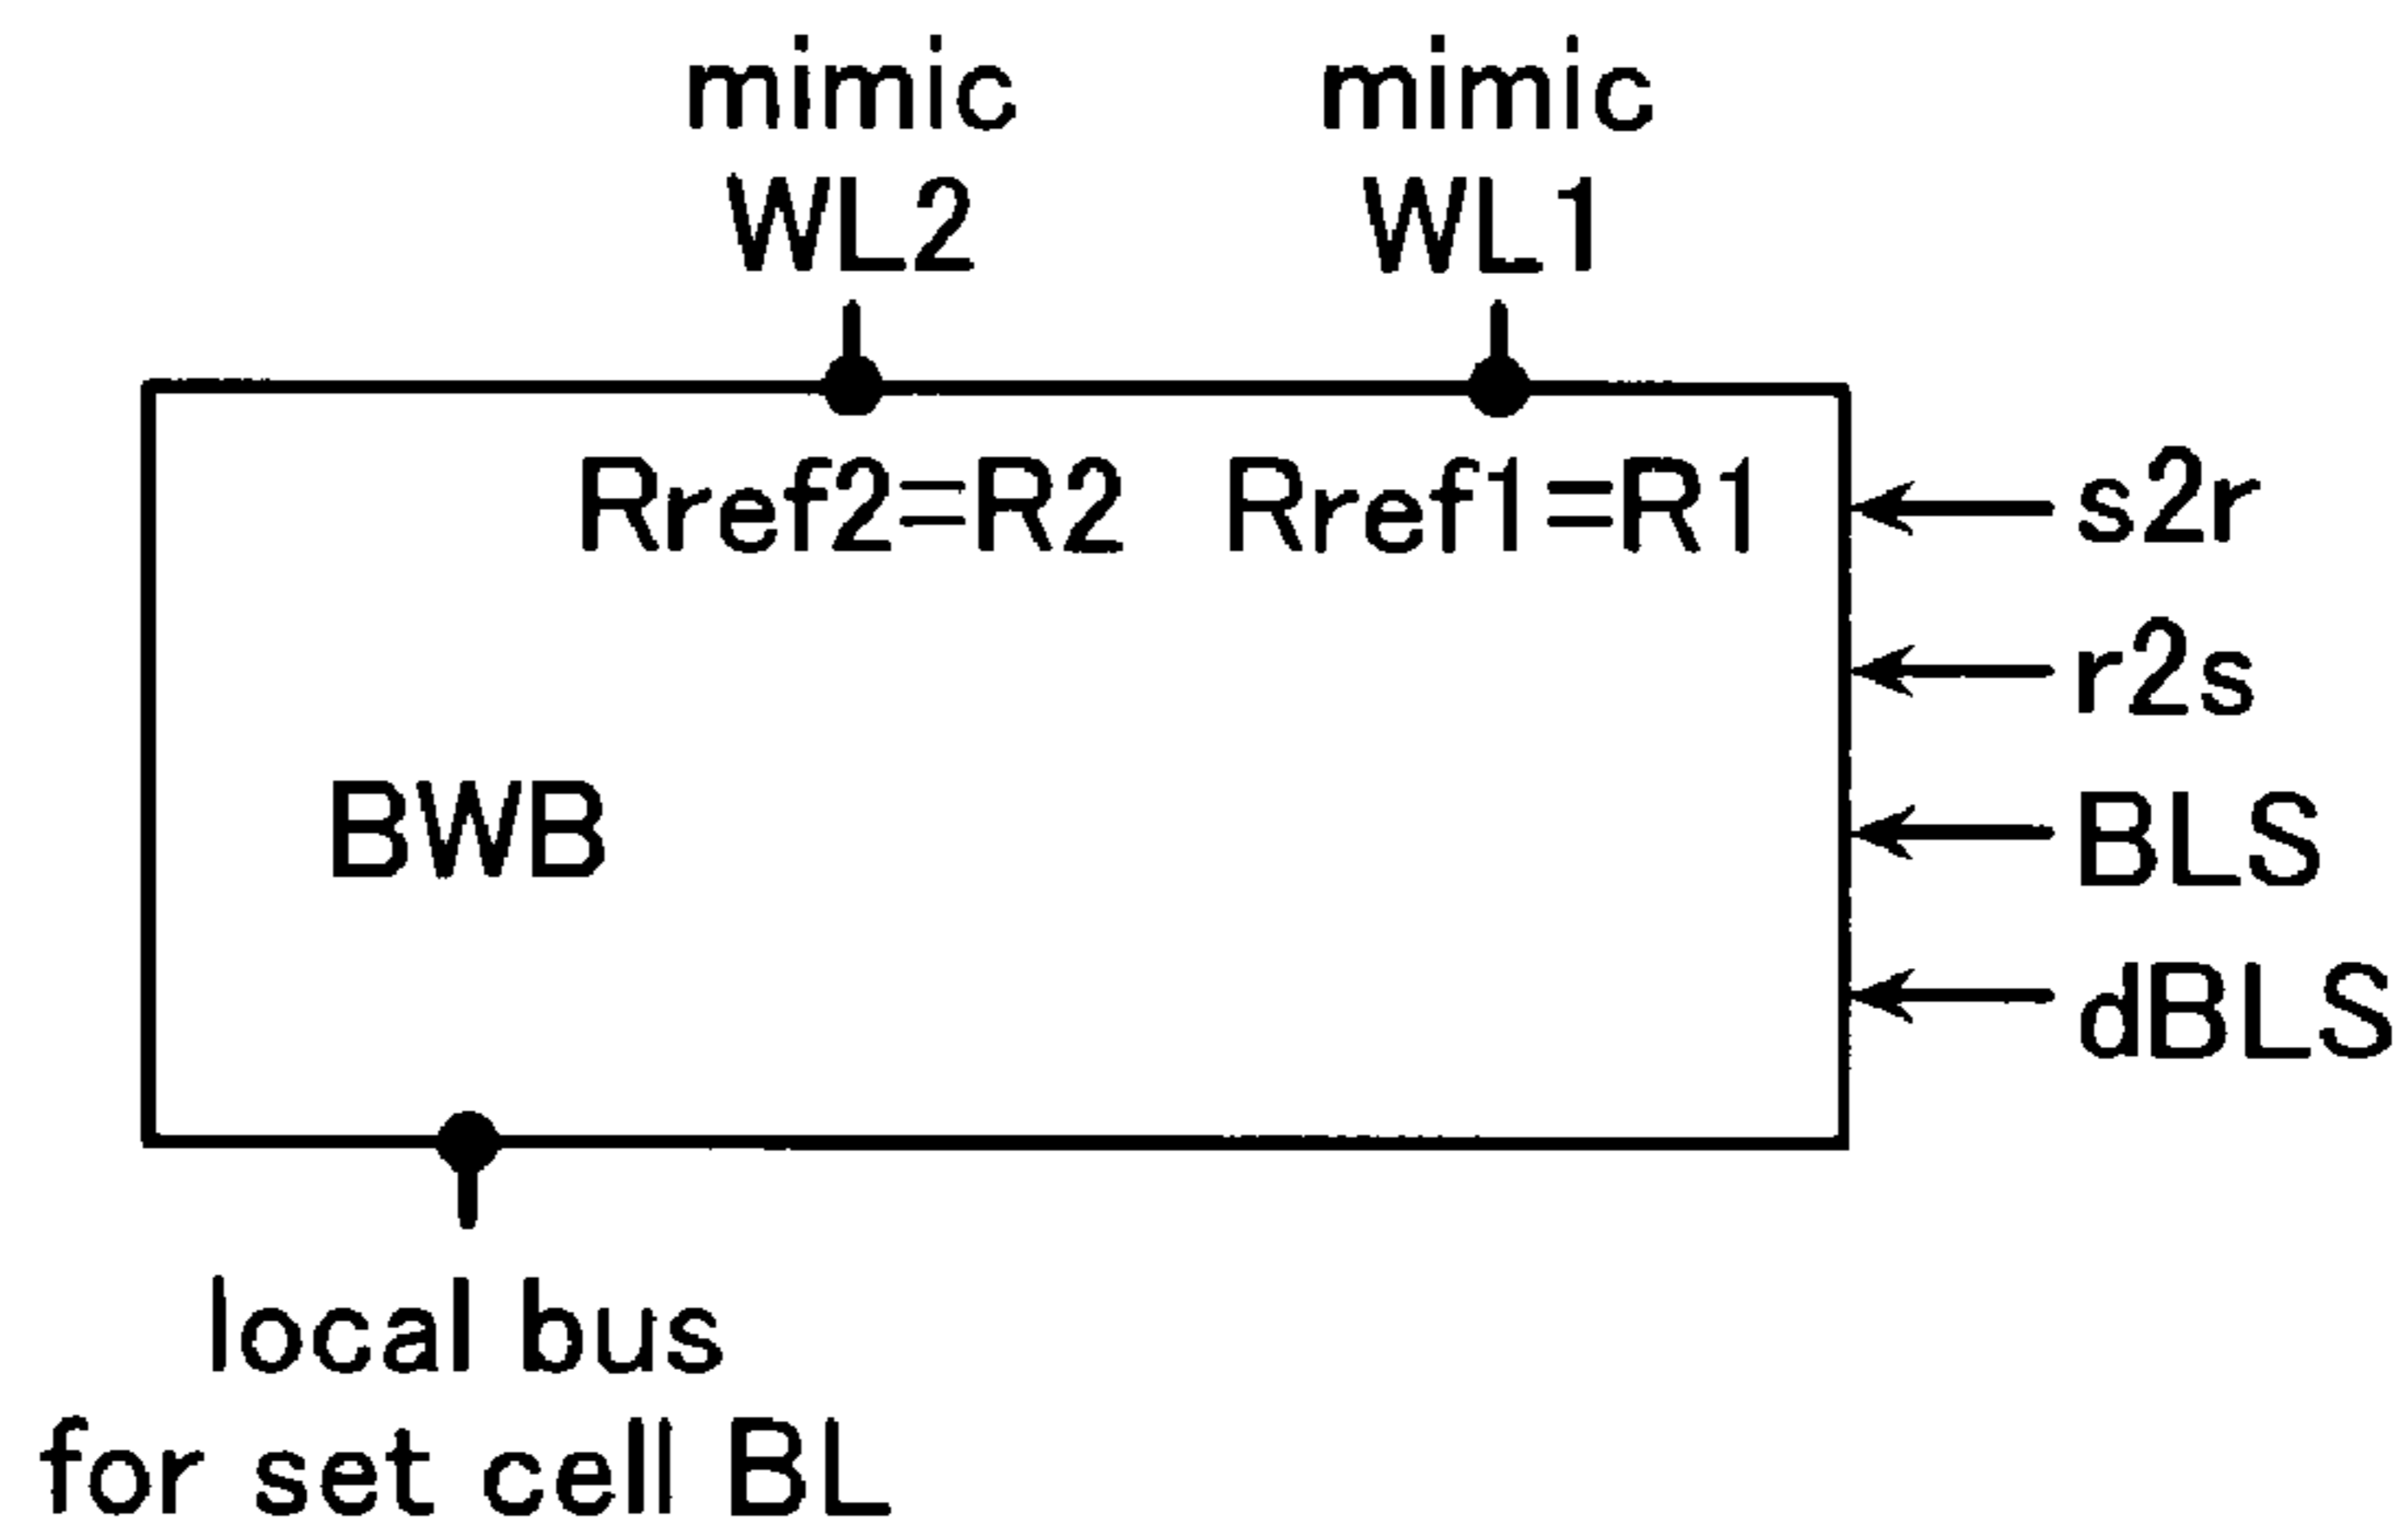 mimic
WL2
mimic
WL1
Rref2=R2
Rref1=R1
s2r
r2s
BWB
BLS
dBLS
local bus
for set cell BL